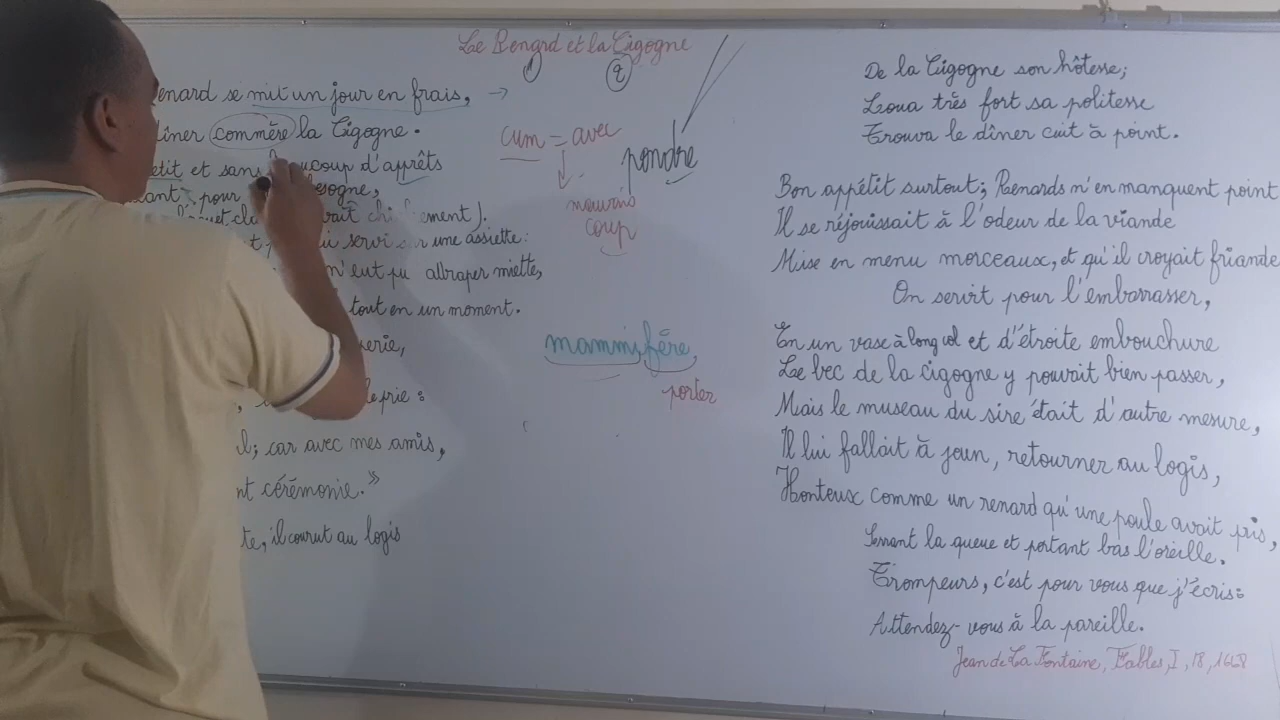 Le Renard et la Cigogne
enard se mit un jour en frais,
dîner commère la Cigogne.
etit et sans beaucoup d'apprêts
pour besogne,
chichement).
servi sur une assiette:
n'eut pu attraper miette,
tout en un moment.
erie,
prie :
l; car avec mes amis,
nt cérémonie."
te, il courut au logis
cum = avec
mauvais
coup
pondre
mammifère,
porter
De la Cigogne son hôtesse;
Loua très fort sa politesse
Trouva le dîner cuit à point.
Bon appétit surtout; Renards n'en manquent point
Il se réjouissait à l'odeur de la viande
Mise en menu morceaux, et qu'il croyait friande
On servit pour l'embarrasser,
En un vase à long col et d'étroite embouchure
Le bec de la cigogne y pouvait bien passer,
Mais le museau du sire était d'autre mesure,
Il lui fallait à jeun, retourner au logis,
Honteux comme un renard qu'une poule avait pris,
Serrant la queue et portant bas l'oreille.
Trompeurs, c'est pour vous que j'écris:
Attendez-vous à la pareille.
Jean de La Fontaine, Fables, I, 18, 1668